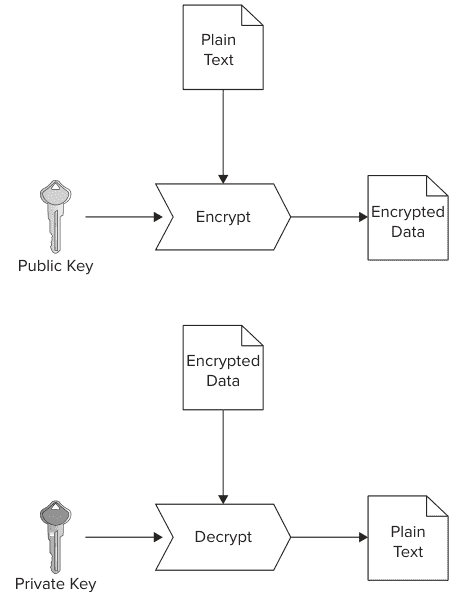 Plain
Text
Encrypt
Encrypted
Data
Public Key
Encrypted
Data
Decrypt
Plain
Text
Private Key